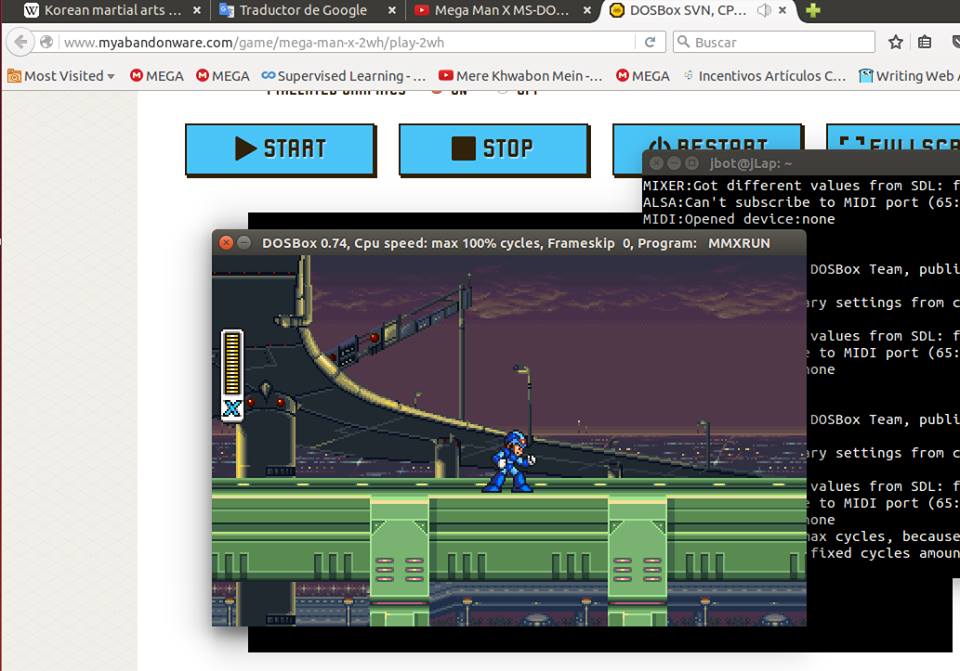 Korean martial arts ...
Traductor de Google
Mega Man X MS-DO...
DOSBox SVN, CP...
www.myabandonware.com/game/mega-man-x-2wh/play-2wh
Buscar
Most Visited
MEGA
MEGA
Supervised Learning - ...
Mere Khwabon Mein -...
MEGA
Incentivos Artículos C...
Writing Web A
START
STOP
RESTART
FULLSCR
jbot@jLap: ~
MIXER:Got different values from SDL: f
ALSA:Can't subscribe to MIDI port (65:
MIDI:Opened device:none
DOSBox 0.74, Cpu speed: max 100% cycles, Frameskip 0, Program: MMXRUN
DOSBox Team, publi
ry settings from c
values from SDL: f
e to MIDI port (65:
one
DOSBox Team, publi
ry settings from c
values from SDL: f
e to MIDI port (65:
none
ax cycles, because
fixed cycles amoun
X